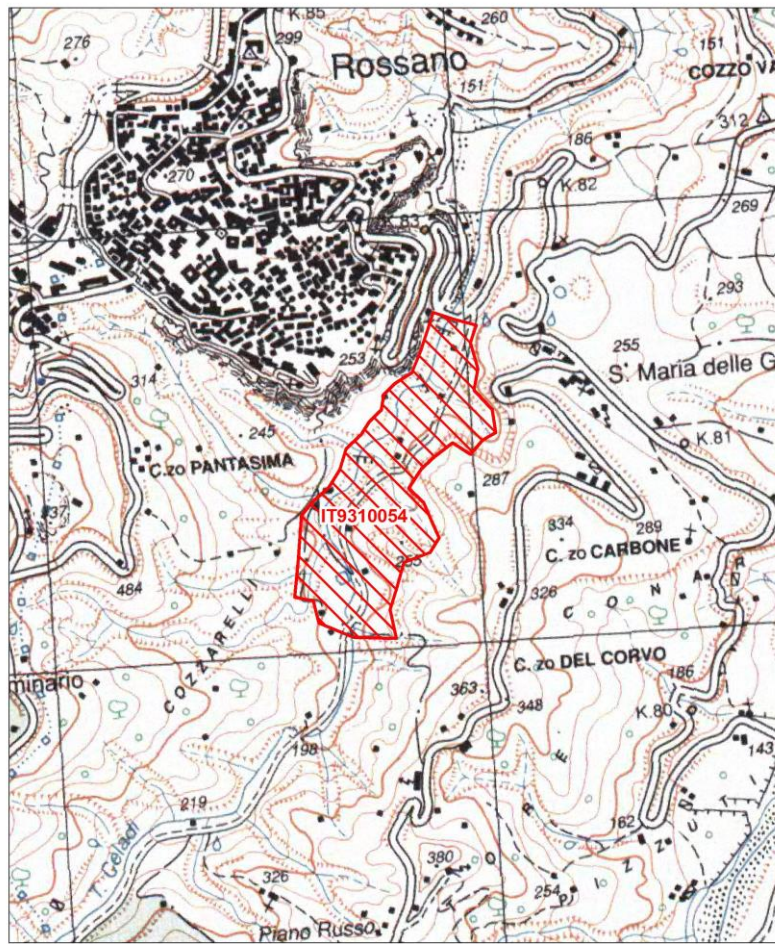 K.85
260
276
299
Rossano
151
151
COZZO VA
312
186
K.82
270
269
K.83
293
253
255
S. Maria delle G
314
245
K.81
C.zo PANTASIMA
287
IT9310054
334
289
C. zo CARBONE
484
326
COZZARELLI
C. zo DEL CORVO
minario
186
363
348
K.80
198
143
219
T. Celadi
162
380
326
254
Piano Russo